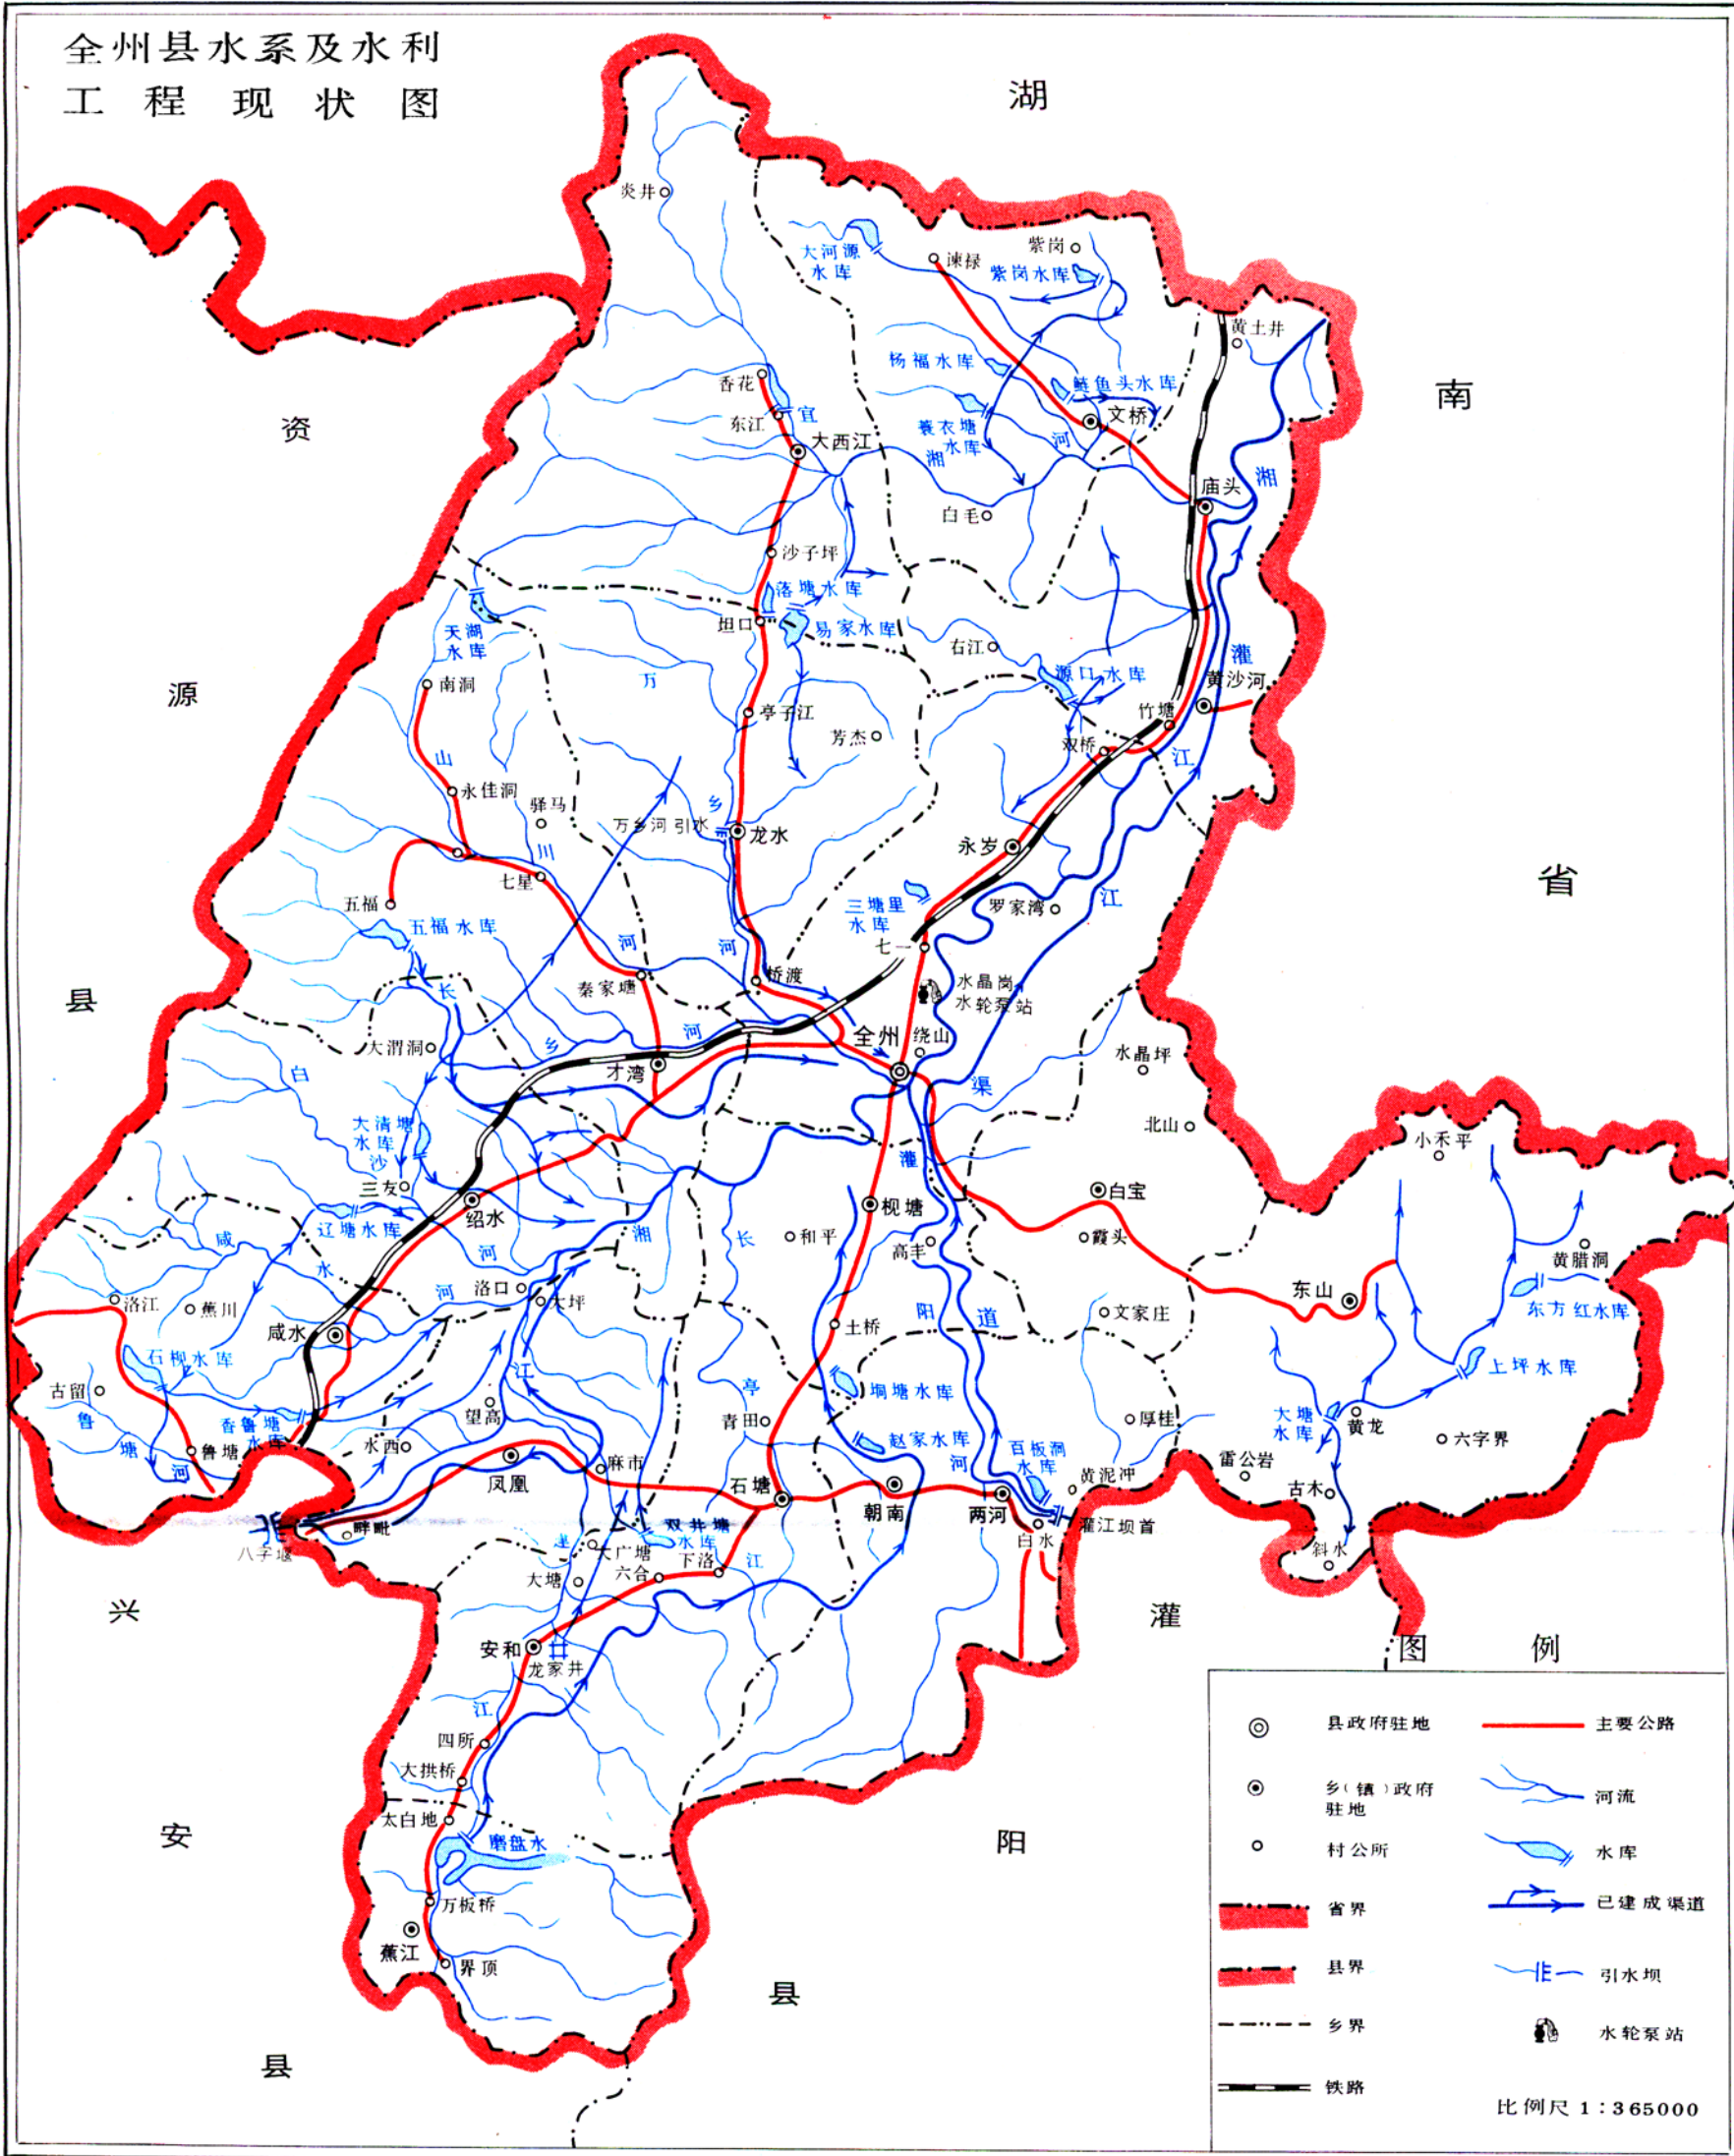 全州县水系及水利
工程现状图
湖
南
省
资
源
县
兴
安
县
灌
阳
县
炎井
大河源
水库
谏禄
紫岗
紫岗水库
黄土井
杨福水库
鲢鱼头水库
文桥
蓑衣塘
水库
湘
河
香花
东江
宜
大西江
庙头
湘
白毛
沙子坪
落塘水库
坦口
易家水库
天湖
水库
右江
源口水库
灌
黄沙河
南洞
万
亭子江
芳杰
竹塘
双桥
江
山
永佳洞
驿马
乡
万乡河引水
龙水
永岁
川
七星
五福
三塘里
水库
罗家湾
江
五福水库
七一
河
河
桥渡
长
秦家塘
水晶岗
水轮泵站
河
全州
绕山
大渭洞
乡
才湾
水晶坪
渠
白
大清塘
水库
沙
北山
小禾平
三友
灌
绍水
枧塘
白宝
辽塘水库
咸
水
河
湘
长
和平
高丰
霞头
黄腊洞
洛江
蕉川
河
洛口
大坪
东山
东方红水库
咸水
土桥
阳
道
文家庄
石枧水库
江
上坪水库
古留
亭
垌塘水库
鲁
香鲁塘
水库
望高
青田
厚桂
大塘
水库
黄龙
塘
鲁塘
水西
赵家水库
百板洞
水库
六字界
河
凤凰
麻市
石塘
朝南
河
两河
黄泥冲
雷公岩
古木
八字堰
畔毗
双井塘
水库
大广塘
白水
灌江坝首
斜水
大塘
六合
下洛
江
安和
龙家井
江
四所
大拱桥
太白地
磨盘水
万板桥
蕉江
界顶
图例
县政府驻地
主要公路
乡(镇)政府
驻地
河流
村公所
水库
省界
已建成渠道
县界
引水坝
乡界
水轮泵站
铁路
比例尺 1:365000